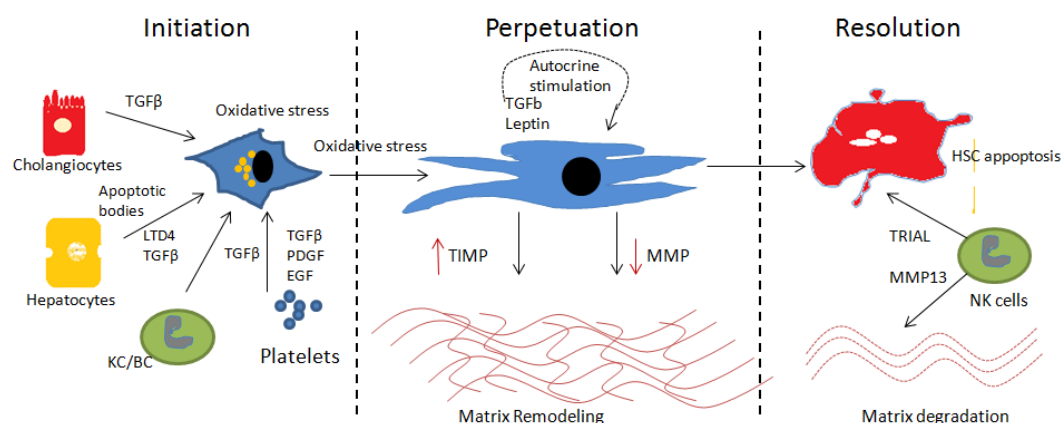 Initiation
Perpetuation
Resolution
TGFβ
Oxidative stress
Cholangiocytes
Apoptotic
bodies
LTD4
TGFβ
Hepatocytes
TGFβ
TGFβ
PDGF
EGF
KC/BC
Platelets
Oxidative stress
Autocrine
stimulation
TGFb
Leptin
TIMP
MMP
Matrix Remodeling
HSC appoptosis
TRIAL
MMP13
NK cells
Matrix degradation